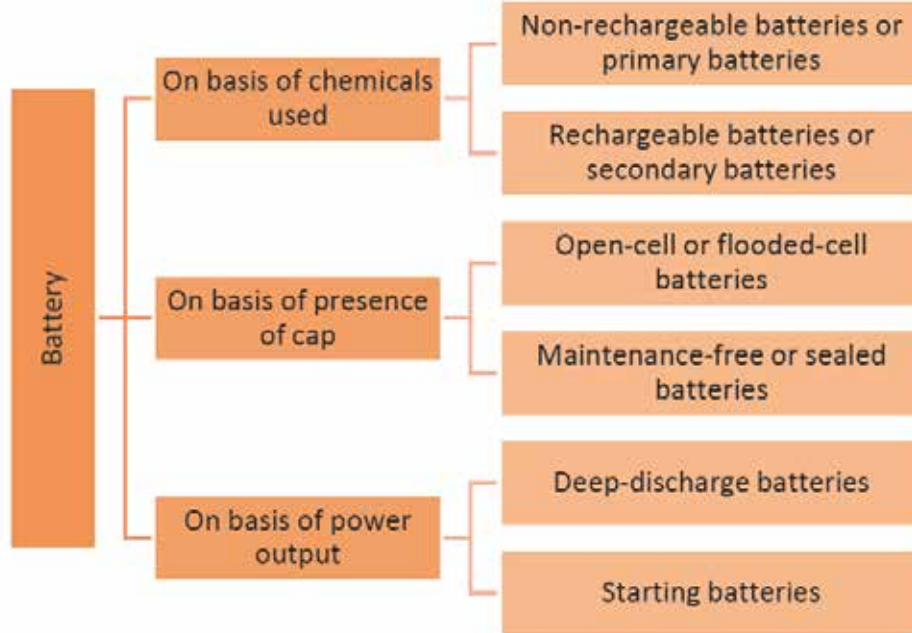 Battery
On basis of chemicals
used
Non-rechargeable batteries or
primary batteries
Rechargeable batteries or
secondary batteries
On basis of presence
of cap
Open-cell or flooded-cell
batteries
Maintenance-free or sealed
batteries
On basis of power
output
Deep-discharge batteries
Starting batteries